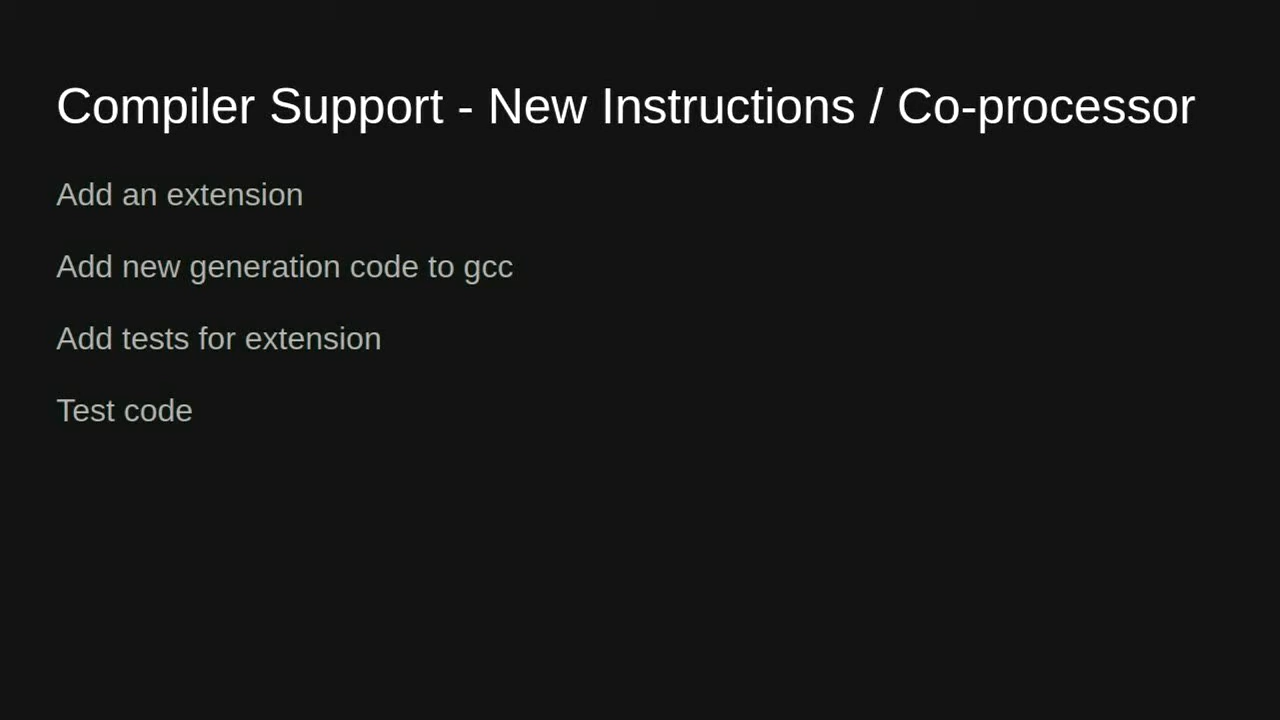 Compiler Support - New Instructions / Co-processor
Add an extension
Add new generation code to gcc
Add tests for extension
Test code